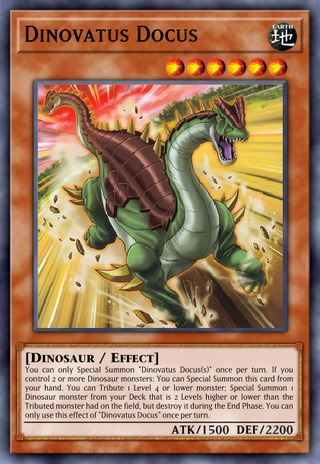 Dinovatus Docus
EARTH
地
[Dinosaur / Effect]
You can only Special Summon "Dinovatus Docus(s)" once per turn. If you
control 2 or more Dinosaur monsters: You can Special Summon this card from
your hand. You can Tribute 1 Level 4 or lower monster; Special Summon 1
Dinosaur monster from your Deck that is 2 Levels higher or lower than the
Tributed monster had on the field, but destroy it during the End Phase. You can
only use this effect of "Dinovatus Docus" once per turn.
ATK/1500 DEF/2200